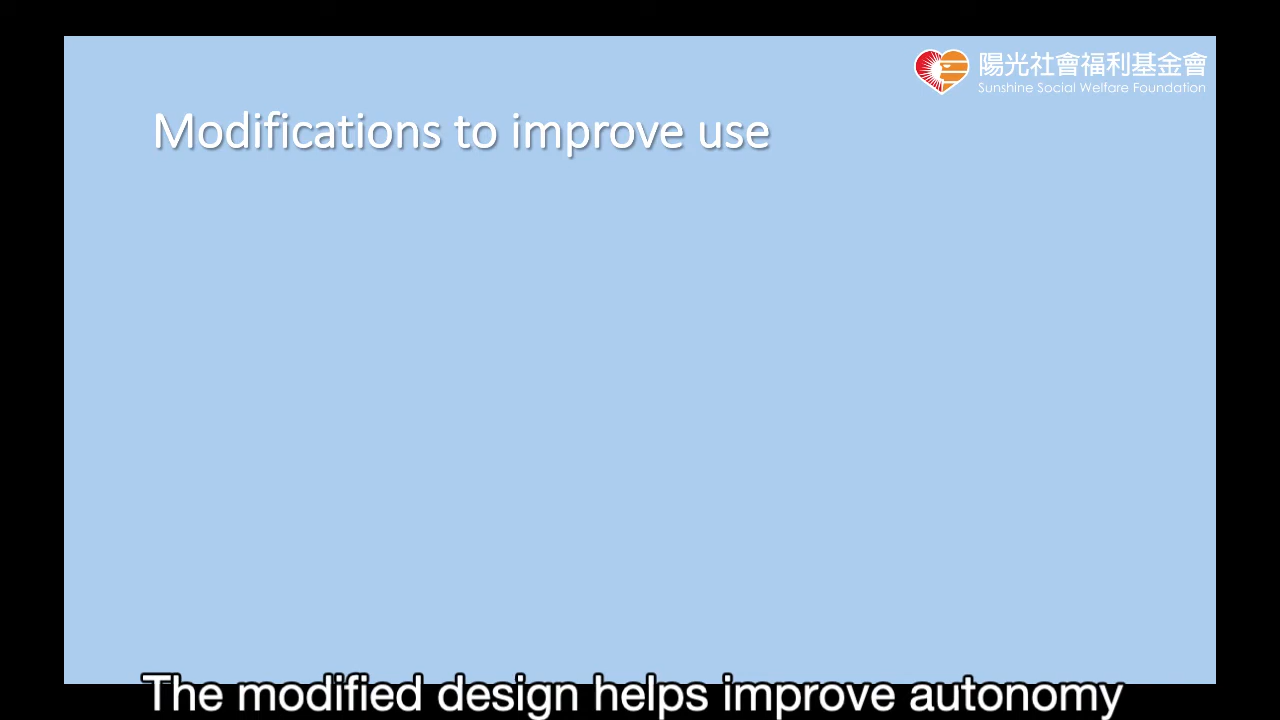 陽光社會福利基金會
Sunshine Social Welfare Foundation
Modifications to improve use
The modified design helps improve autonomy